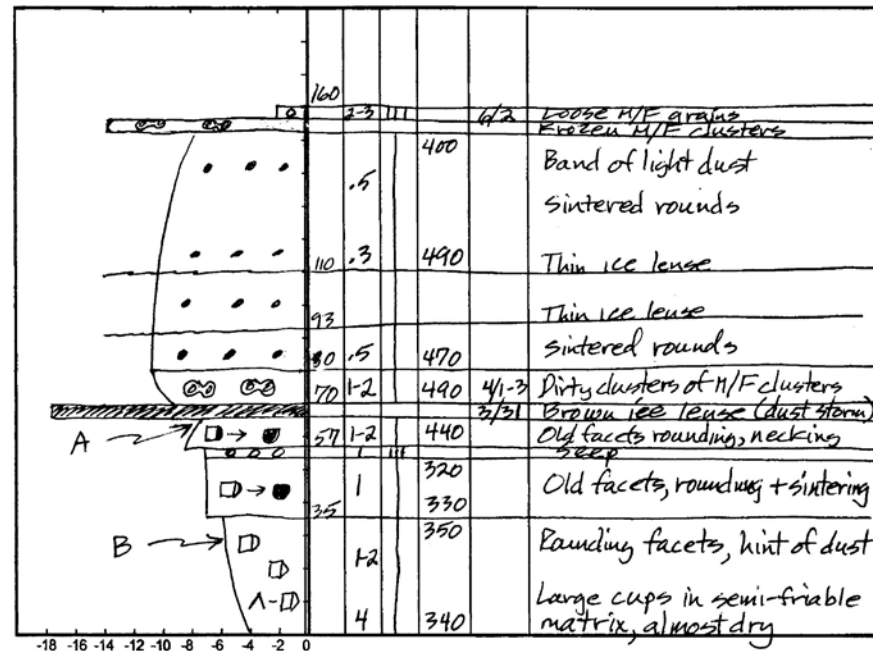 160
2-3 ||| 6/2 Loose M/F grains
Frozen M/F clusters
400 Band of light dust
.5 sintered rounds
110 .3 490 Thin ice lense
93 Thin ice lense
80 .5 470 sintered rounds
70 1-2 490 4/1-3 Dirty clusters of M/F clusters
3/31 Brown ice lense (dust storm)
A 57 1-2 440 Old facets rounding, necking
1 ||| Seep
320
1 Old facets, rounding + sintering
35 330
350
B 1-2 Rounding facets, hint of dust
Large cups in semi-friable
4 340 matrix, almost dry
-18 -16 -14 -12 -10 -8 -6 -4 -2 0